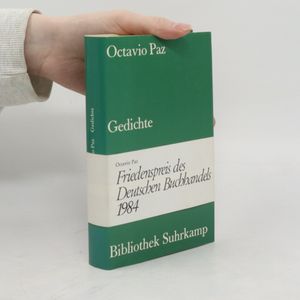 Octavio Paz
Gedichte
Octavio Paz
Friedenspreis des
Deutschen Buchhandels
1984
Bibliothek Suhrkamp
Octavio Paz Gedichte